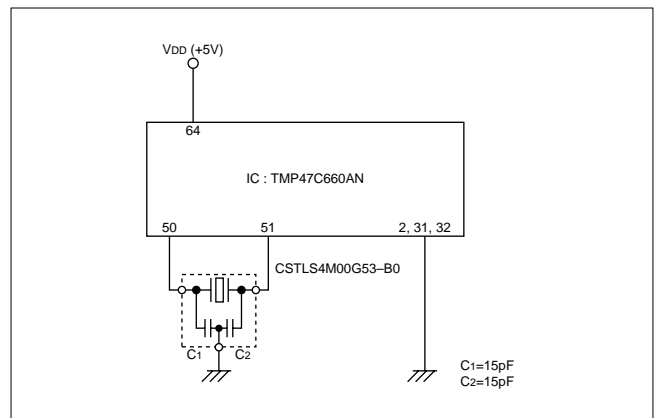 VDD (+5V)
64
IC : TMP47C660AN
50 51 2, 31, 32
CSTLS4M00G53–B0
C1 C2
C1=15pF
C2=15pF